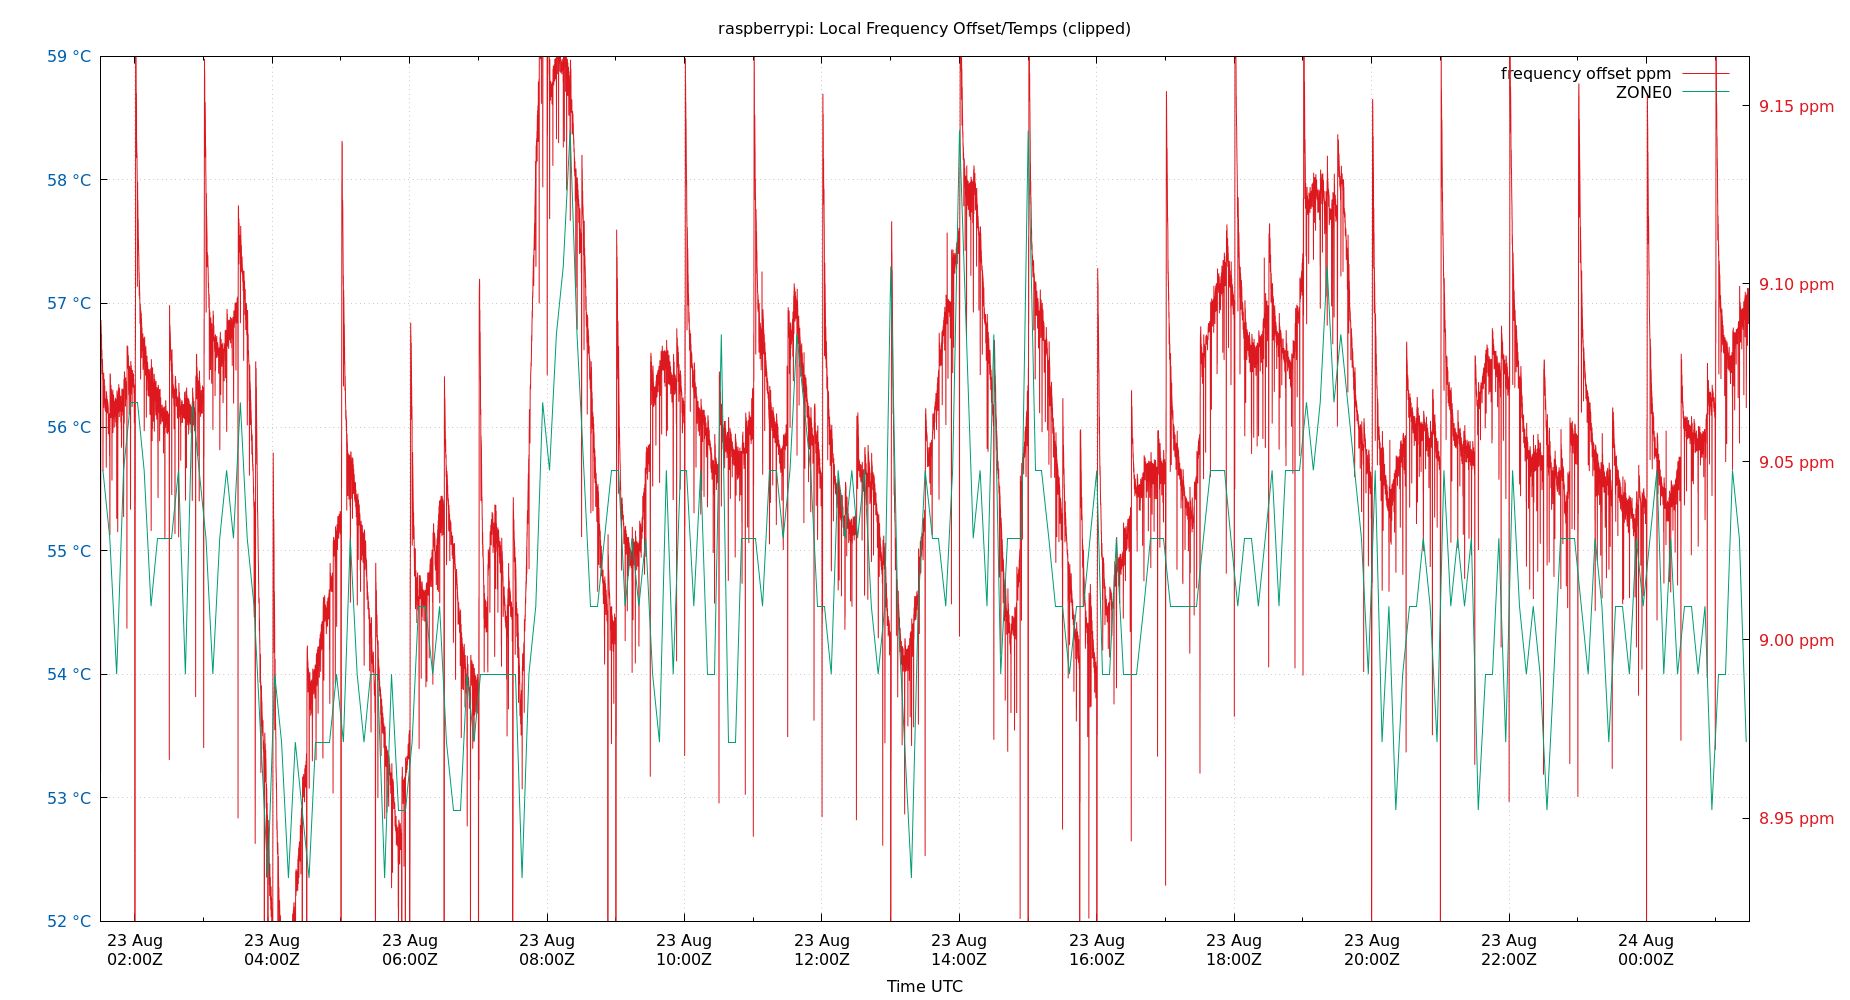 raspberrypi: Local Frequency Offset/Temps (clipped)
59 °C
58 °C
57 °C
56 °C
55 °C
54 °C
53 °C
52 °C
frequency offset ppm
ZONE0
9.15 ppm
9.10 ppm
9.05 ppm
9.00 ppm
8.95 ppm
23 Aug 23 Aug 23 Aug 23 Aug 23 Aug 23 Aug 23 Aug 23 Aug 23 Aug 23 Aug 23 Aug 24 Aug
02:00Z 04:00Z 06:00Z 08:00Z 10:00Z 12:00Z 14:00Z 16:00Z 18:00Z 20:00Z 22:00Z 00:00Z
Time UTC